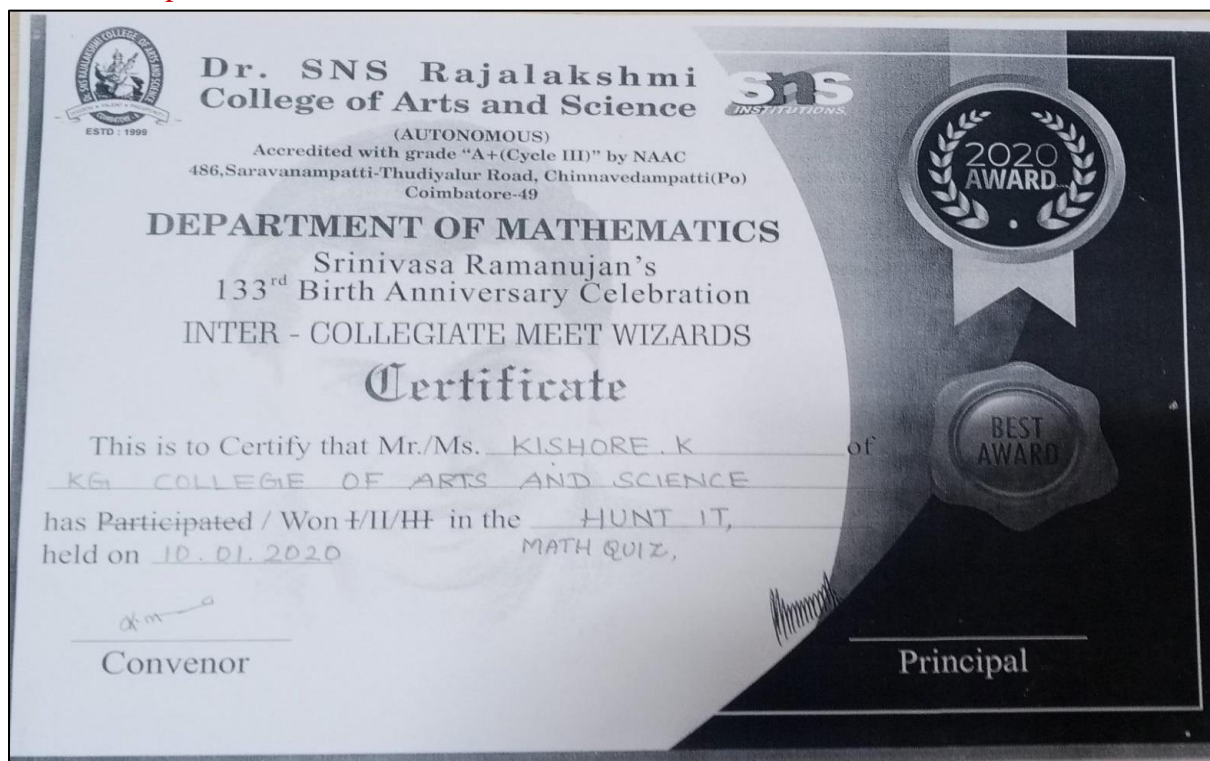 Dr. SNS Rajalakshmi
College of Arts and Science
SNS
INSTITUTIONS
ESTD : 1999
(AUTONOMOUS)
Accredited with grade “A+(Cycle III)” by NAAC
486,Saravanampatti-Thudiyalur Road, Chinnavedampatti(Po)
Coimbatore-49
2020
AWARD
DEPARTMENT OF MATHEMATICS
Srinivasa Ramanujan's
133rd Birth Anniversary Celebration
INTER - COLLEGIATE MEET WIZARDS
Certificate
BEST
AWARD
This is to Certify that Mr./Ms. KISHORE . K of
KG COLLEGE OF ARTS AND SCIENCE
has Participated / Won I/II/III in the HUNT IT,
held on 10.01.2020 MATH QUIZ,
Convenor
Principal